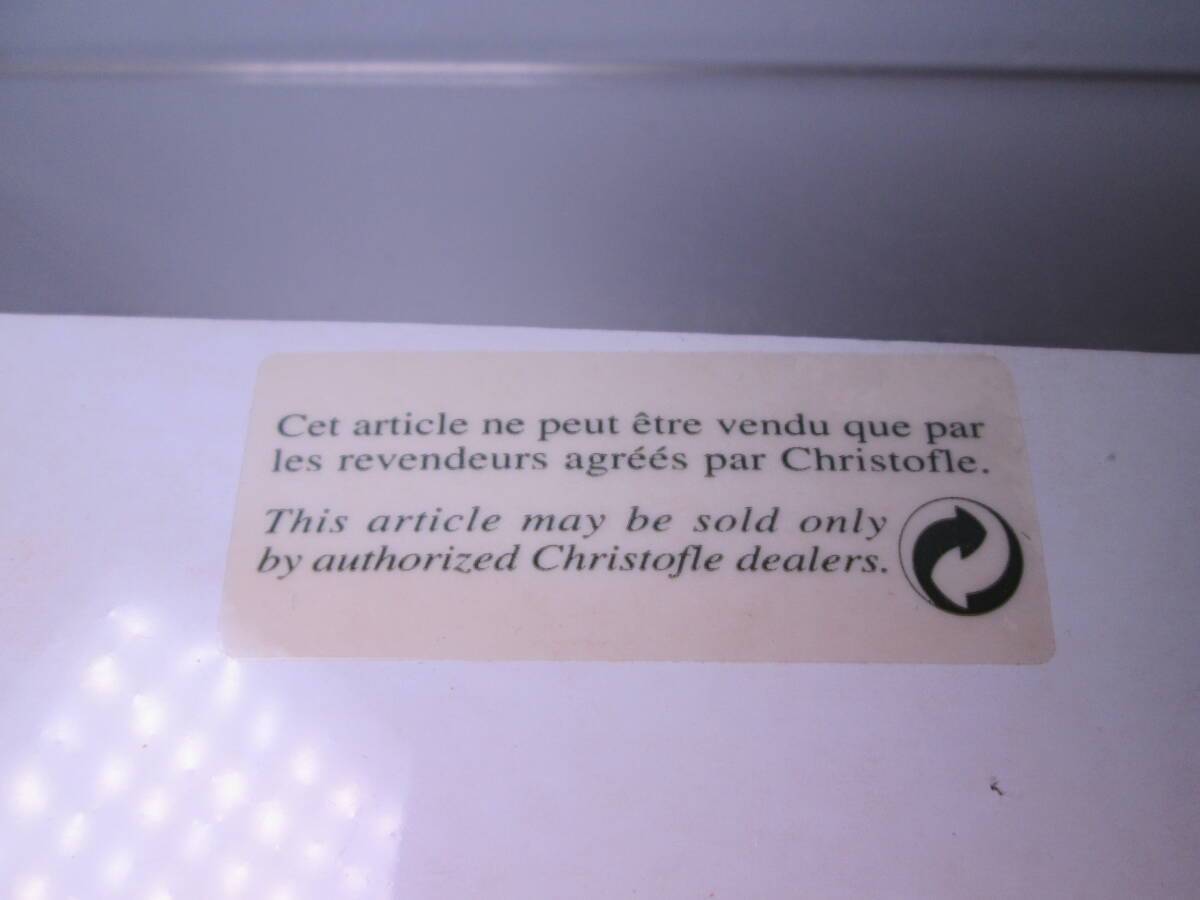 Cet article ne peut être vendu que par
les revendeurs agréés par Christofle.
This article may be sold only
by authorized Christofle dealers.